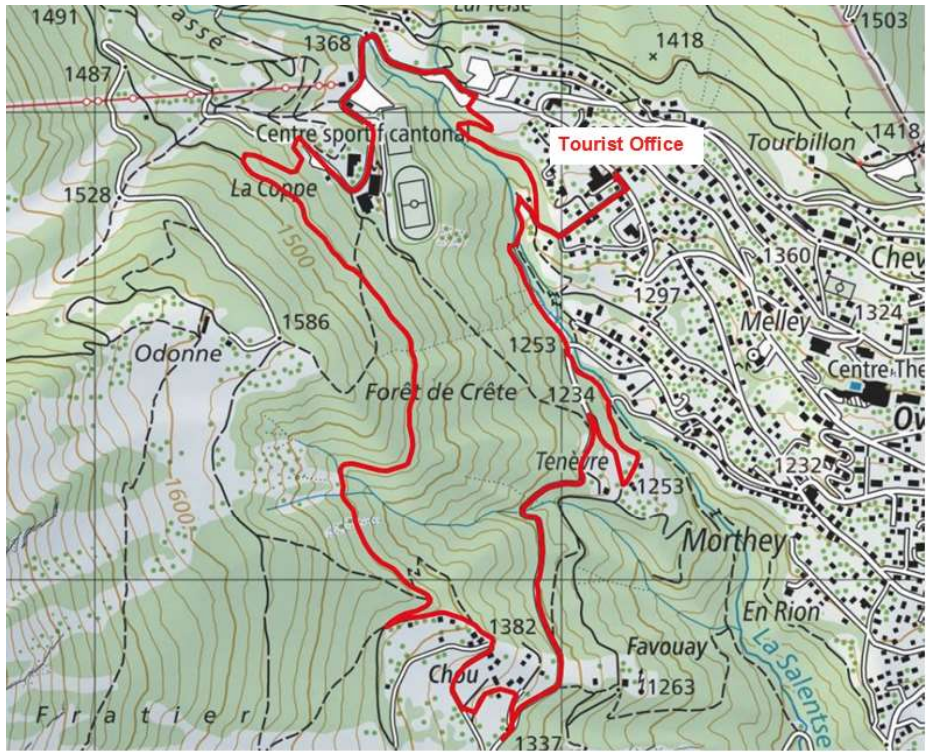 1491
1503
1368
1418
1487
Centre sportif cantonal
Tourist Office
Tourbillon
1418
La Coppe
1528
1500
1360
1297
1324
Melley
1586
1253
Centre
Odonne
Forêt de Crête
1234
Tenèvre
1232
1253
1600
Morthey
En Rion
1382
Favouay
Chou
La Salentse
1263
Fratier
1337